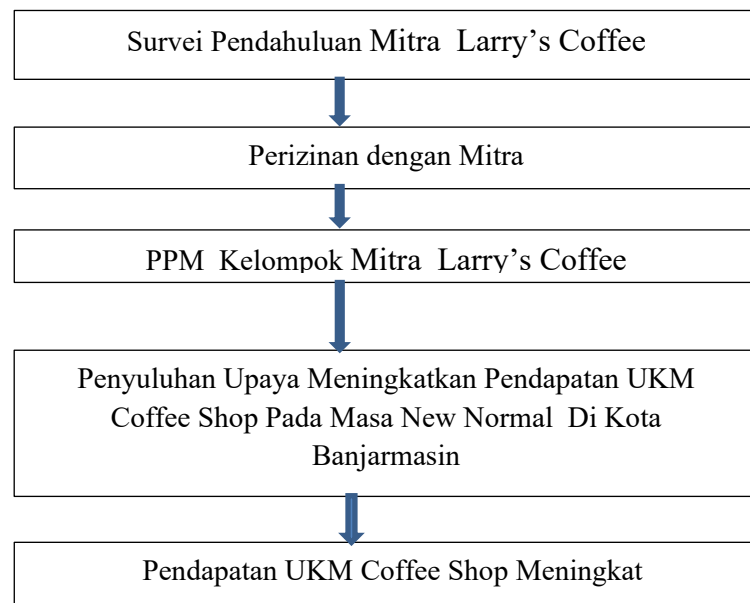 Survei Pendahuluan Mitra  Larry’s Coffee
Perizinan dengan Mitra
PPM  Kelompok Mitra  Larry’s Coffee
Penyuluhan Upaya Meningkatkan Pendapatan UKM
Coffee Shop Pada Masa New Normal  Di Kota
Banjarmasin
Pendapatan UKM Coffee Shop Meningkat